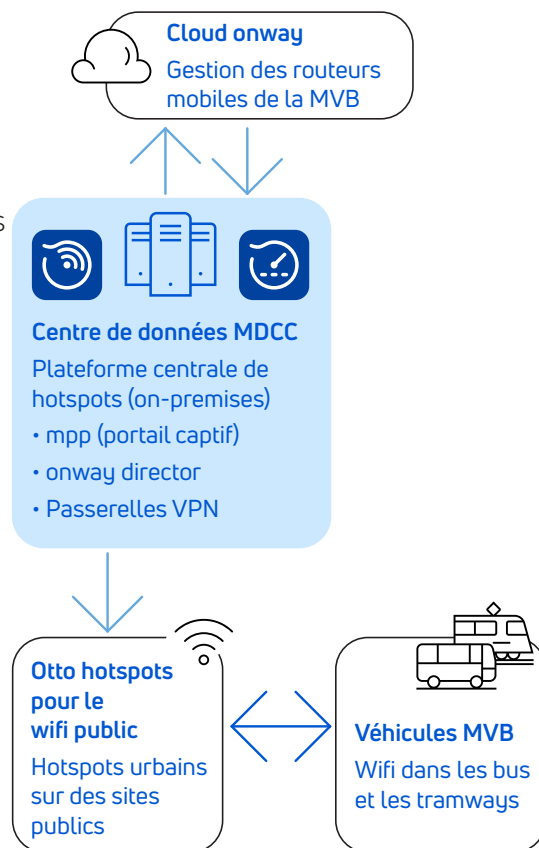 Cloud onway
Gestion des routeurs
mobiles de la MVB
s
Centre de données MDCC
Plateforme centrale de
hotspots (on-premises)
• mpp (portail captif)
• onway director
• Passerelles VPN
Otto hotspots
pour le
wifi public
Hotspots urbains
sur des sites
publics
Véhicules MVB
Wifi dans les bus
et les tramways